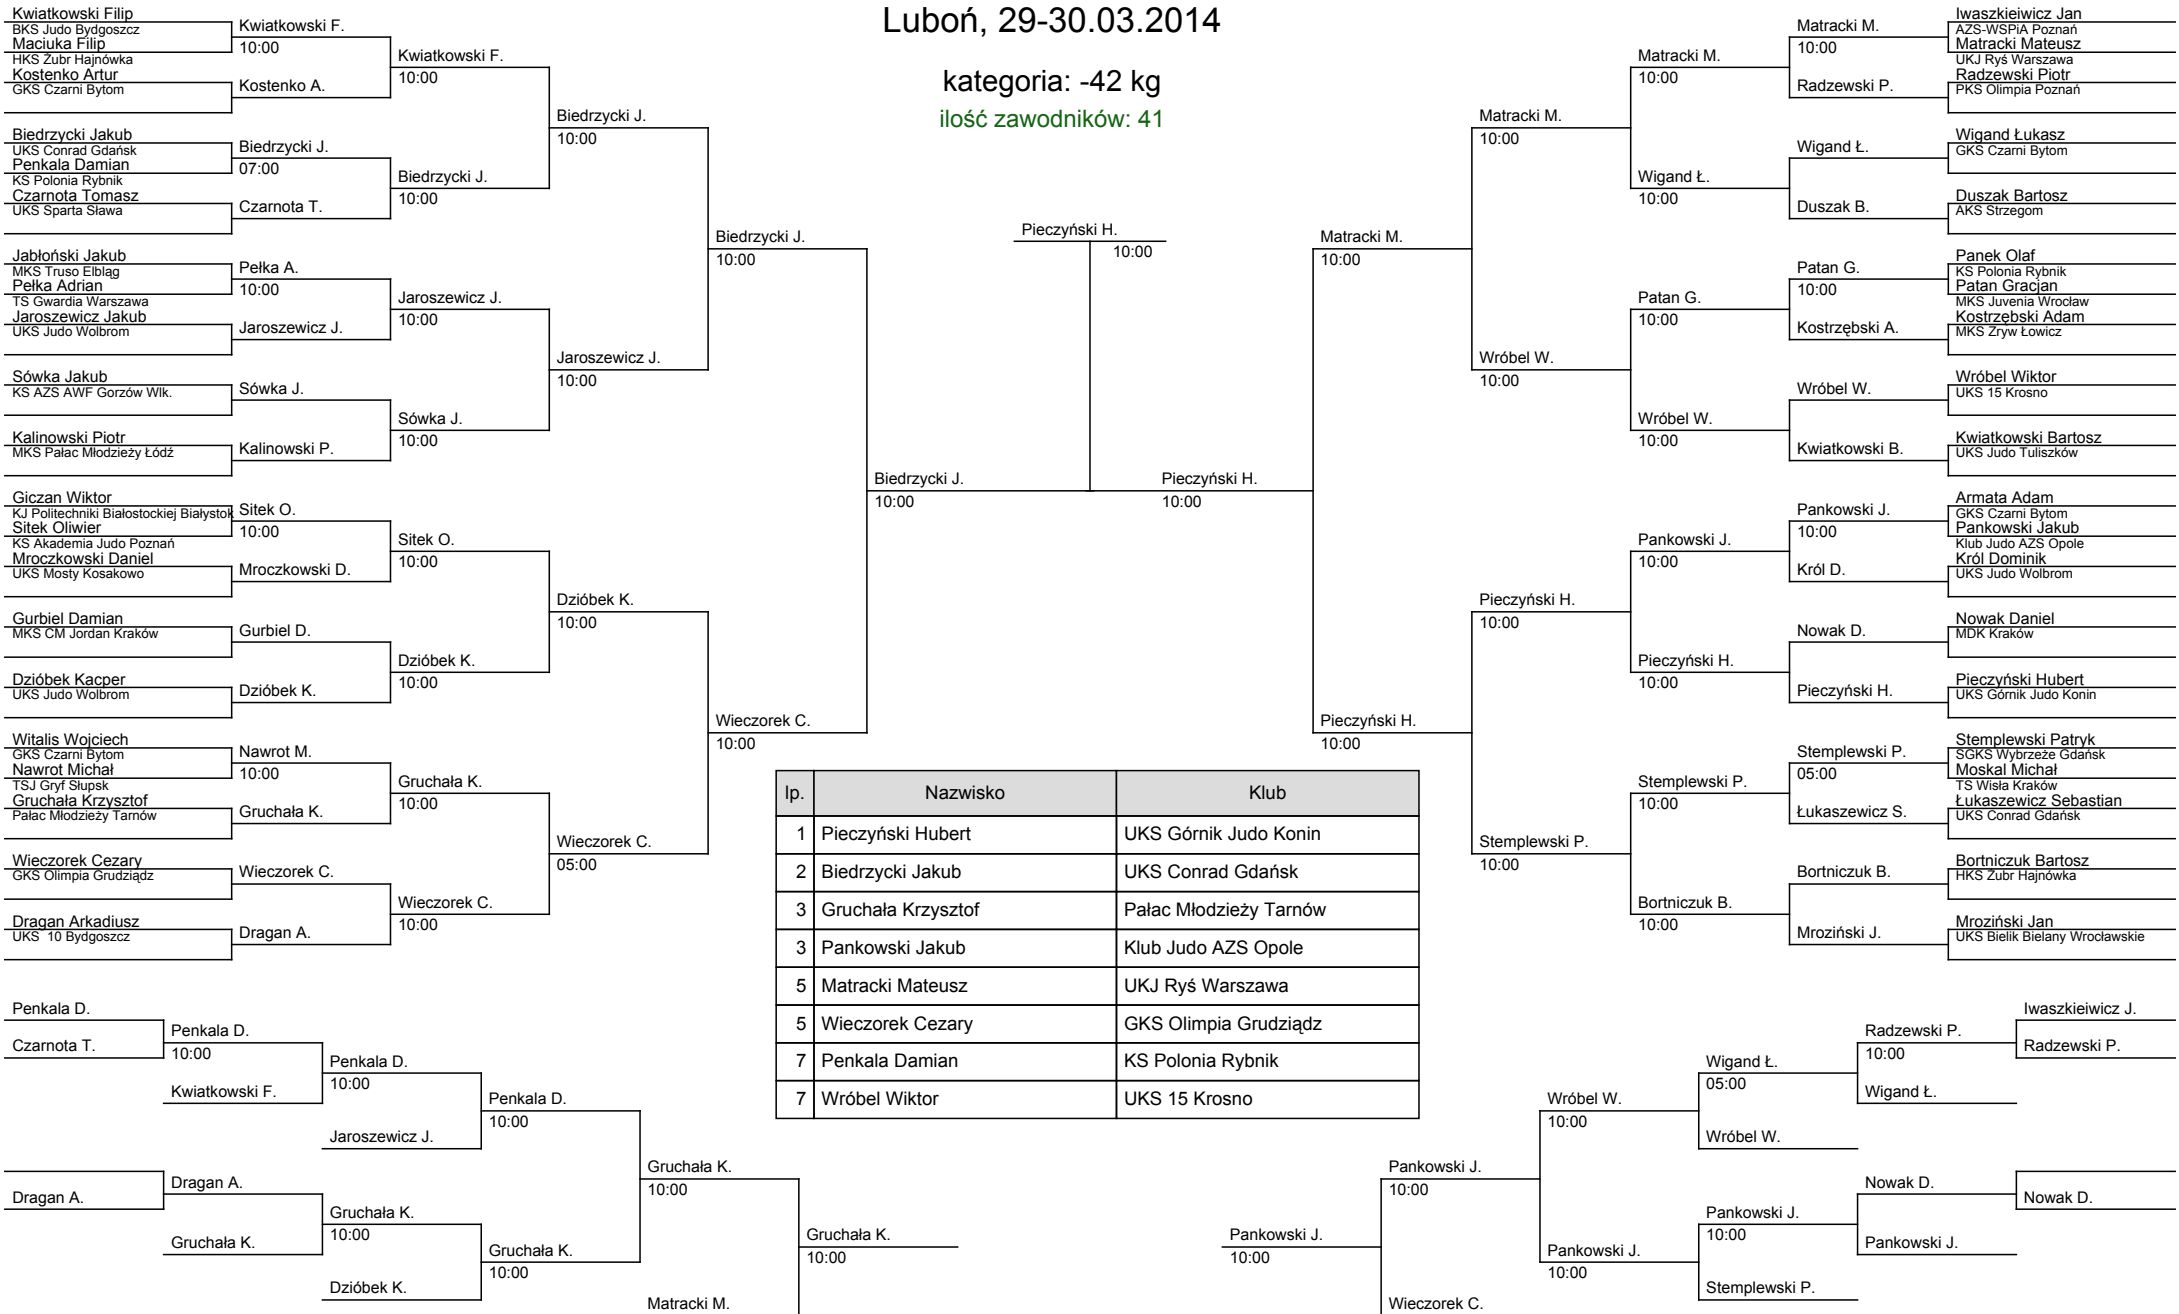 Luboń, 29-30.03.2014
kategoria: -42 kg
ilość zawodników: 41
Kwiatkowski Filip
BKS Judo Bydgoszcz
Maciuka Filip
HKS Żubr Hajnówka
Kostenko Artur
GKS Czarni Bytom
Biedrzycki Jakub
UKS Conrad Gdańsk
Penkala Damian
KS Polonia Rybnik
Czarnota Tomasz
UKS Sparta Sława
Jabłoński Jakub
MKS Truso Elbląg
Pełka Adrian
TS Gwardia Warszawa
Jaroszewicz Jakub
UKS Judo Wolbrom
Sówka Jakub
KS AZS AWF Gorzów Wlk.
Kalinowski Piotr
MKS Pałac Młodzieży Łódź
Giczan Wiktor
KJ Politechniki Białostockiej Białystok
Sitek Oliwier
KS Akademia Judo Poznań
Mroczkowski Daniel
UKS Mosty Kosakowo
Gurbiel Damian
MKS CM Jordan Kraków
Dzióbek Kacper
UKS Judo Wolbrom
Witalis Wojciech
GKS Czarni Bytom
Nawrot Michał
TSJ Gryf Słupsk
Gruchała Krzysztof
Pałac Młodzieży Tarnów
Wieczorek Cezary
GKS Olimpia Grudziądz
Dragan Arkadiusz
UKS 10 Bydgoszcz
Kwiatkowski F.
10:00
Kostenko A.
Biedrzycki J.
07:00
Czarnota T.
Pełka A.
10:00
Jaroszewicz J.
Sówka J.
Kalinowski P.
Sitek O.
10:00
Mroczkowski D.
Gurbiel D.
Dzióbek K.
Nawrot M.
10:00
Gruchała K.
Wieczorek C.
Dragan A.
Kwiatkowski F.
10:00
Biedrzycki J.
10:00
Jaroszewicz J.
10:00
Sówka J.
10:00
Sitek O.
10:00
Dzióbek K.
10:00
Gruchała K.
10:00
Wieczorek C.
10:00
Biedrzycki J.
10:00
Jaroszewicz J.
10:00
Dzióbek K.
10:00
Wieczorek C.
05:00
Biedrzycki J.
10:00
Wieczorek C.
10:00
Biedrzycki J.
10:00
Pieczyński H.
10:00
Pieczyński H.
10:00
Matracki M.
10:00
Pieczyński H.
10:00
Matracki M.
10:00
Wróbel W.
10:00
Pieczyński H.
10:00
Stemplewski P.
10:00
Matracki M.
10:00
Wigand Ł.
10:00
Patan G.
10:00
Wróbel W.
10:00
Pankowski J.
10:00
Pieczyński H.
10:00
Stemplewski P.
10:00
Bortniczuk B.
10:00
Matracki M.
10:00
Radzewski P.
Wigand Ł.
Duszak B.
Patan G.
10:00
Kostrzębski A.
Wróbel W.
Kwiatkowski B.
Pankowski J.
10:00
Król D.
Nowak D.
Pieczyński H.
Stemplewski P.
05:00
Łukaszewicz S.
Bortniczuk B.
Mroziński J.
Iwaszkieiwicz Jan
AZS-WSPiA Poznań
Matracki Mateusz
UKJ Ryś Warszawa
Radzewski Piotr
PKS Olimpia Poznań
Wigand Łukasz
GKS Czarni Bytom
Duszak Bartosz
AKS Strzegom
Panek Olaf
KS Polonia Rybnik
Patan Gracjan
MKS Juvenia Wrocław
Kostrzębski Adam
MKS Zryw Łowicz
Wróbel Wiktor
UKS 15 Krosno
Kwiatkowski Bartosz
UKS Judo Tuliszków
Armata Adam
GKS Czarni Bytom
Pankowski Jakub
Klub Judo AZS Opole
Król Dominik
UKS Judo Wolbrom
Nowak Daniel
MDK Kraków
Pieczyński Hubert
UKS Górnik Judo Konin
Stemplewski Patryk
SGKS Wybrzeże Gdańsk
Moskal Michał
TS Wisła Kraków
Łukaszewicz Sebastian
UKS Conrad Gdańsk
Bortniczuk Bartosz
HKS Żubr Hajnówka
Mroziński Jan
UKS Bielik Bielany Wrocławskie
lp. Nazwisko Klub
1 Pieczyński Hubert UKS Górnik Judo Konin
2 Biedrzycki Jakub UKS Conrad Gdańsk
3 Gruchała Krzysztof Pałac Młodzieży Tarnów
3 Pankowski Jakub Klub Judo AZS Opole
5 Matracki Mateusz UKJ Ryś Warszawa
5 Wieczorek Cezary GKS Olimpia Grudziądz
7 Penkala Damian KS Polonia Rybnik
7 Wróbel Wiktor UKS 15 Krosno
Penkala D.
Czarnota T.
Dragan A.
Penkala D.
10:00
Kwiatkowski F.
Dragan A.
Gruchała K.
Penkala D.
10:00
Jaroszewicz J.
Gruchała K.
10:00
Dzióbek K.
Penkala D.
10:00
Gruchała K.
10:00
Gruchała K.
10:00
Matracki M.
Gruchała K.
10:00
Pankowski J.
10:00
Pankowski J.
10:00
Wieczorek C.
Wróbel W.
10:00
Pankowski J.
10:00
Wigand Ł.
05:00
Wróbel W.
Pankowski J.
10:00
Stemplewski P.
Radzewski P.
10:00
Wigand Ł.
Nowak D.
Pankowski J.
Iwaszkieiwicz J.
Radzewski P.
Nowak D.